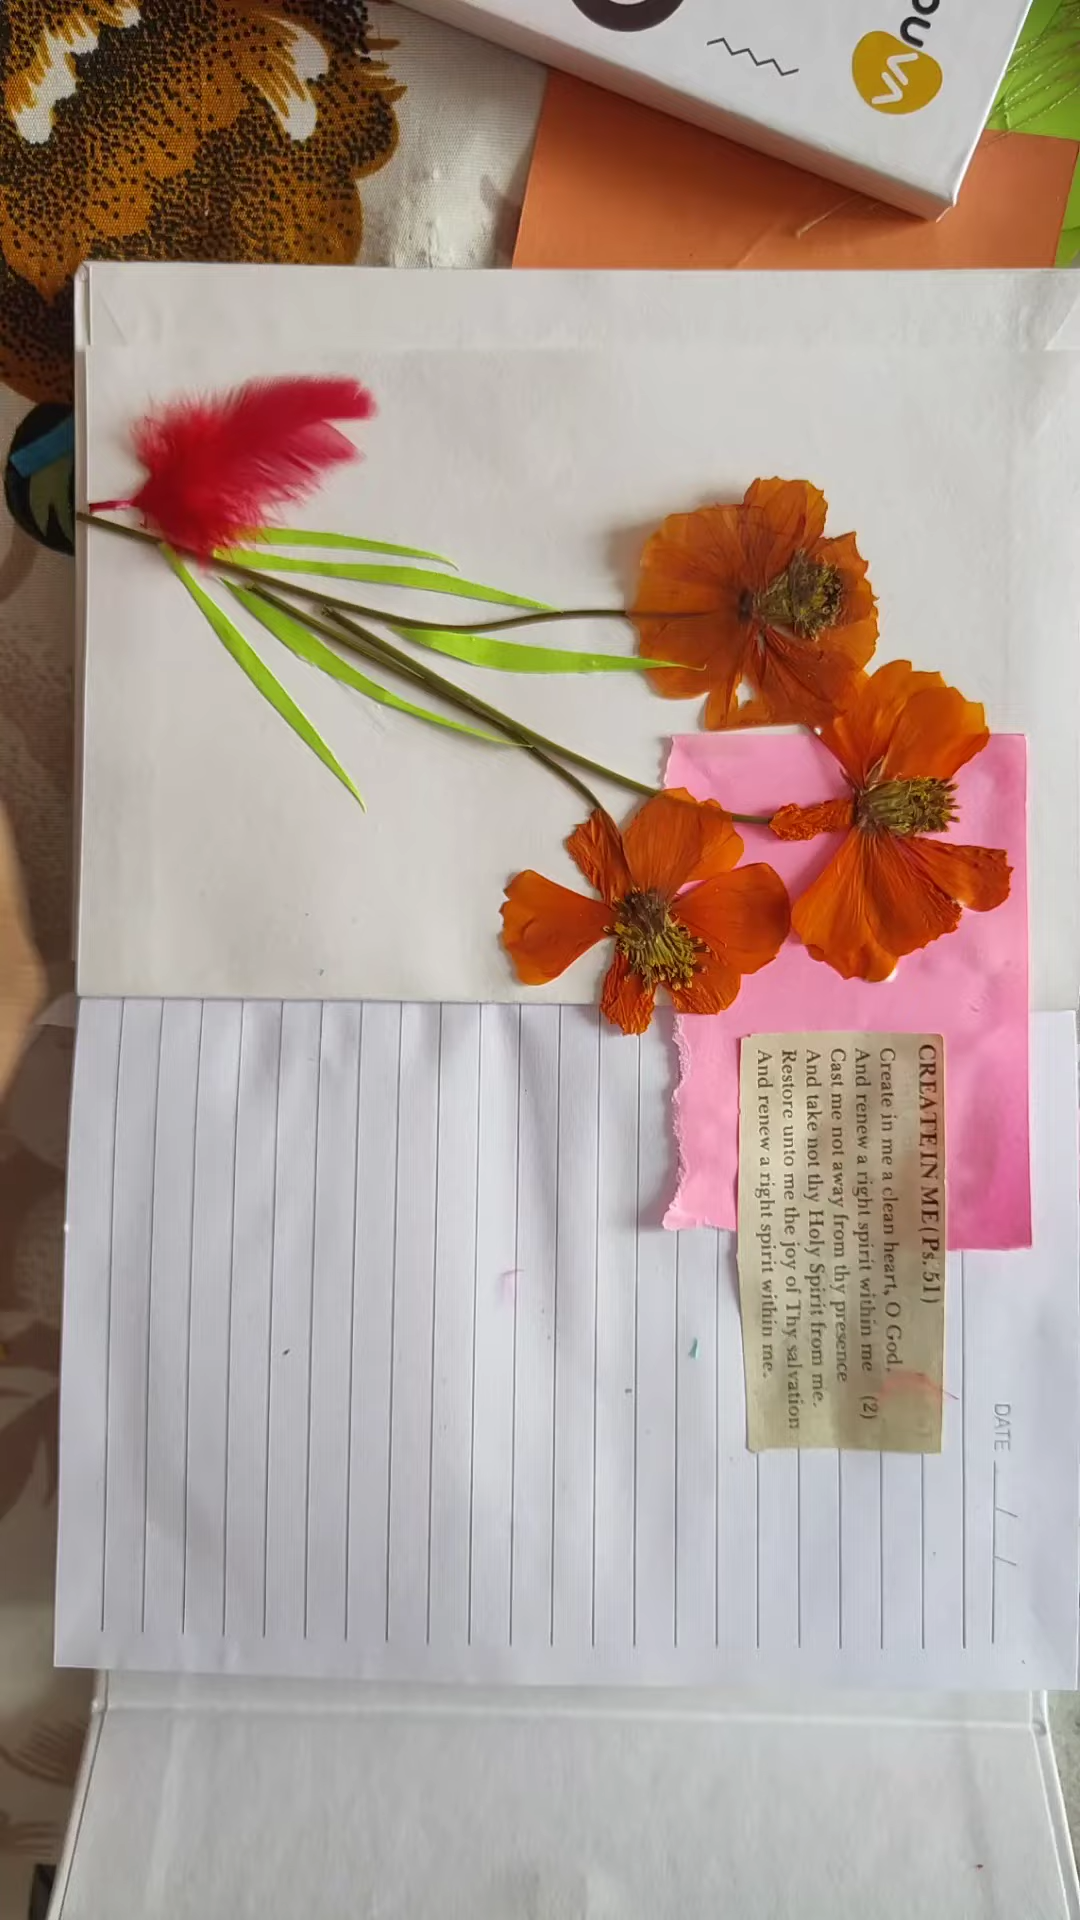 CREATE IN ME (Ps. 51)
Create in me a clean heart, O God.
And renew a right spirit within me (2)
Cast me not away from thy presence
And take not thy Holy Spirit from me.
Restore unto me the joy of Thy salvation
And renew a right spirit within me.
DATE / /